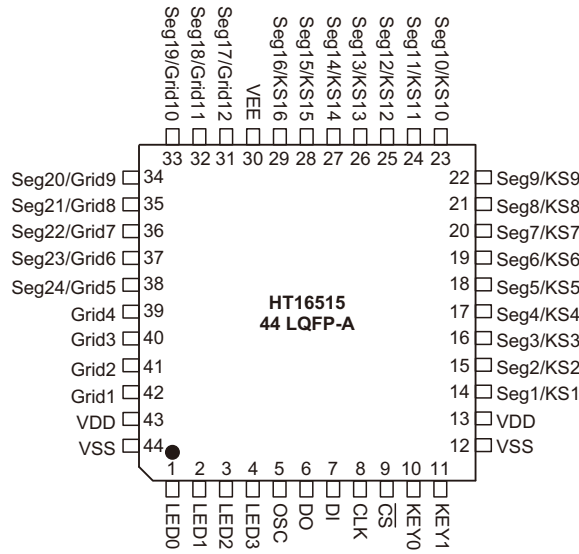 Seg19/Grid10
Seg18/Grid11
Seg17/Grid12
VEE
Seg16/KS16
Seg15/KS15
Seg14/KS14
Seg13/KS13
Seg12/KS12
Seg11/KS11
Seg10/KS10
33 32 31 30 29 28 27 26 25 24 23
Seg20/Grid9 34 22 Seg9/KS9
Seg21/Grid8 35 21 Seg8/KS8
Seg22/Grid7 36 20 Seg7/KS7
Seg23/Grid6 37 19 Seg6/KS6
Seg24/Grid5 38 18 Seg5/KS5
HT16515
44 LQFP-A
Grid4 39 17 Seg4/KS4
Grid3 40 16 Seg3/KS3
Grid2 41 15 Seg2/KS2
Grid1 42 14 Seg1/KS1
VDD 43 13 VDD
VSS 44 12 VSS
1 2 3 4 5 6 7 8 9 10 11
LED0
LED1
LED2
LED3
OSC
DO
DI
CLK
C̅S̅
KEY0
KEY1